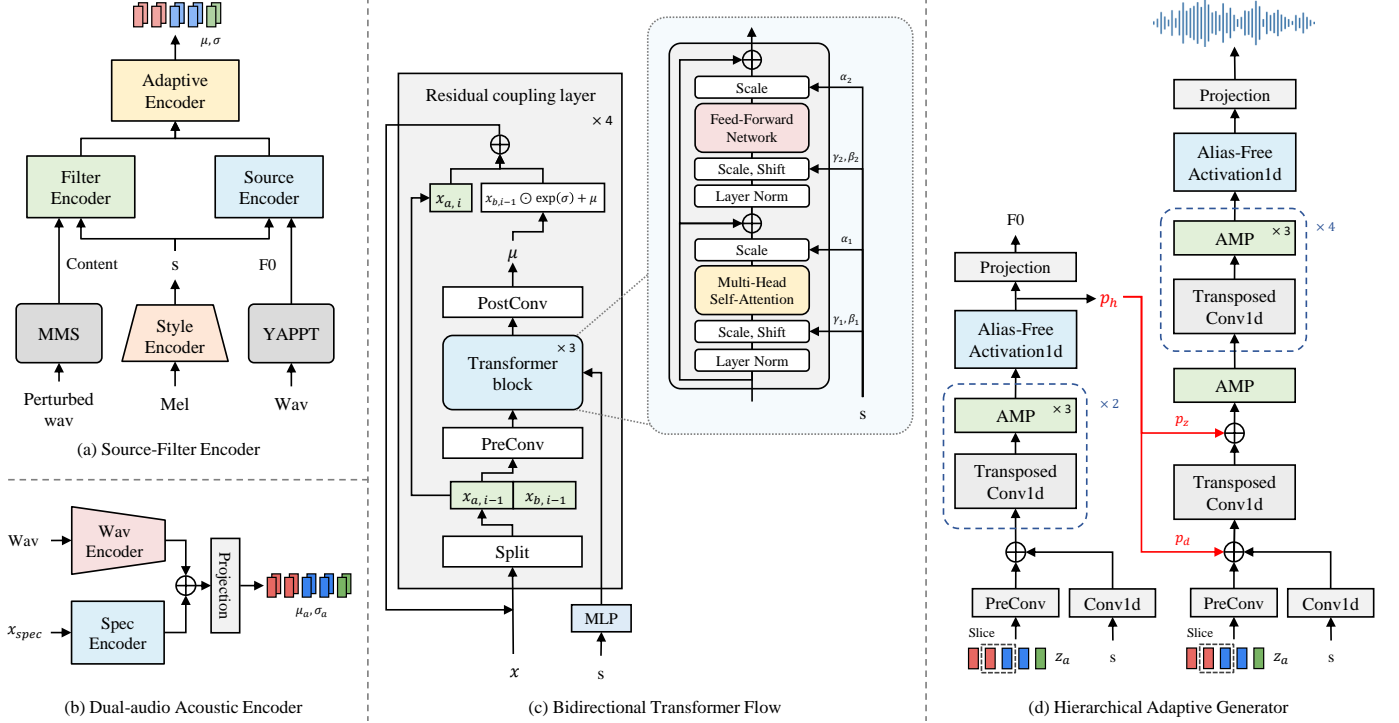 μ, σ
Adaptive
Encoder
Filter
Encoder
Source
Encoder
Content
s
F0
MMS
Style
Encoder
YAPPT
Perturbed
wav
Mel
Wav
(a) Source-Filter Encoder
Wav
Wav
Encoder
x_spec
Spec
Encoder
Projection
μ_a, σ_a
(b) Dual-audio Acoustic Encoder
Residual coupling layer
× 4
x_{a,i}
x_{b,i−1} ⊙ exp(σ) + μ
μ
PostConv
× 3
Transformer
block
PreConv
x_{a,i−1}
x_{b,i−1}
Split
MLP
x
s
α_2
Scale
Feed-Forward
Network
γ_2, β_2
Scale, Shift
Layer Norm
α_1
Scale
Multi-Head
Self-Attention
γ_1, β_1
Scale, Shift
Layer Norm
s
(c) Bidirectional Transformer Flow
F0
Projection
p_h
Alias-Free
Activation1d
× 2
AMP
× 3
Transposed
Conv1d
PreConv
Conv1d
Slice
z_a
s
Projection
Alias-Free
Activation1d
× 4
AMP
× 3
Transposed
Conv1d
AMP
p_z
Transposed
Conv1d
p_d
PreConv
Conv1d
Slice
z_a
s
(d) Hierarchical Adaptive Generator